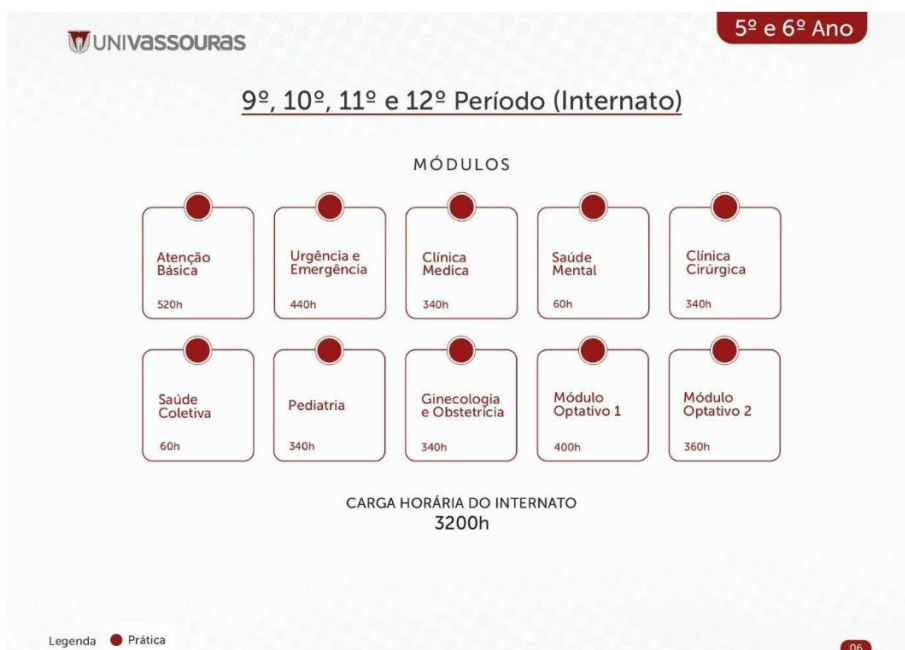 UNIVASSOURAS
5º e 6º Ano
9º, 10º, 11º e 12º Período (Internato)
MÓDULOS
Atenção
Básica
520h
Urgência e
Emergência
440h
Clínica
Medica
340h
Saúde
Mental
60h
Clínica
Cirúrgica
340h
Saúde
Coletiva
60h
Pediatria
340h
Ginecologia
e Obstetrícia
340h
Módulo
Optativo 1
400h
Módulo
Optativo 2
360h
CARGA HORÁRIA DO INTERNATO
3200h
Legenda Prática
06